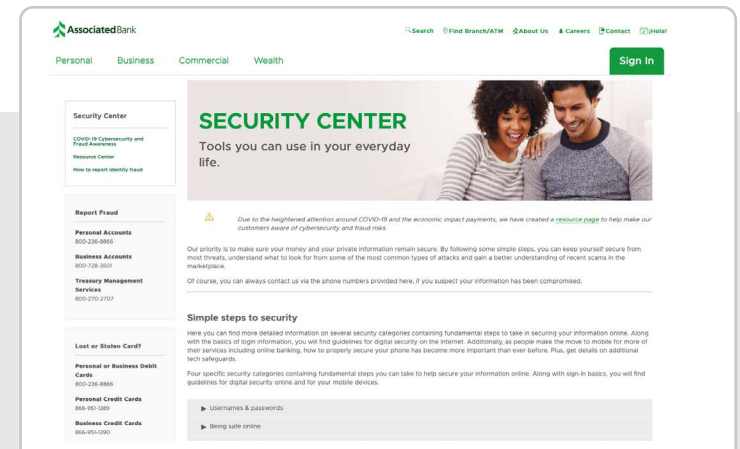 AssociatedBank
Search Find Branch/ATM About Us Careers Contact ¡Hola!
Personal Business Commercial Wealth Sign In
Security Center
COVID-19 Cybersecurity and
Fraud Awareness
Resource Center
How to report identity fraud
SECURITY CENTER
Tools you can use in your everyday
life.
Report Fraud
Personal Accounts
800-236-8866
Business Accounts
800-728-3501
Treasury Management
Services
800-270-2707
Lost or Stolen Card?
Personal or Business Debit
Cards
800-236-8866
Personal Credit Cards
866-951-1389
Business Credit Cards
866-951-1390
Due to the heightened attention around COVID-19 and the economic impact payments, we have created a resource page to help make our
customers aware of cybersecurity and fraud risks.
Our priority is to make sure your money and your private information remain secure. By following some simple steps, you can keep yourself secure from
most threats, understand what to look for from some of the most common types of attacks and gain a better understanding of recent scams in the
marketplace.
Of course, you can always contact us via the phone numbers provided here, if you suspect your information has been compromised.
Simple steps to security
Here you can find more detailed information on several security categories containing fundamental steps to take in securing your information online. Along
with the basics of login information, you will find guidelines for digital security on the internet. Additionally, as people make the move to mobile for more of
their services including online banking, how to properly secure your phone has become more important than ever before. Plus, get details on additional
tech safeguards.
Four specific security categories containing fundamental steps you can take to help secure your information online. Along with sign-in basics, you will find
guidelines for digital security online and for your mobile devices.
Usernames & passwords
Being safe online